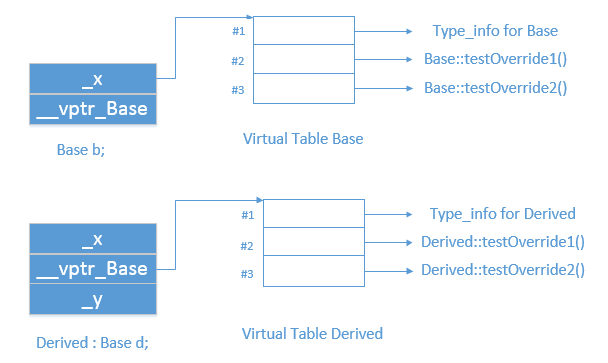 #1 Type_info for Base
#2 Base::testOverride1()
#3 Base::testOverride2()
_x
__vptr_Base
Base b;
Virtual Table Base
#1 Type_info for Derived
#2 Derived::testOverride1()
#3 Derived::testOverride2()
_x
__vptr_Base
_y
Derived : Base d;
Virtual Table Derived